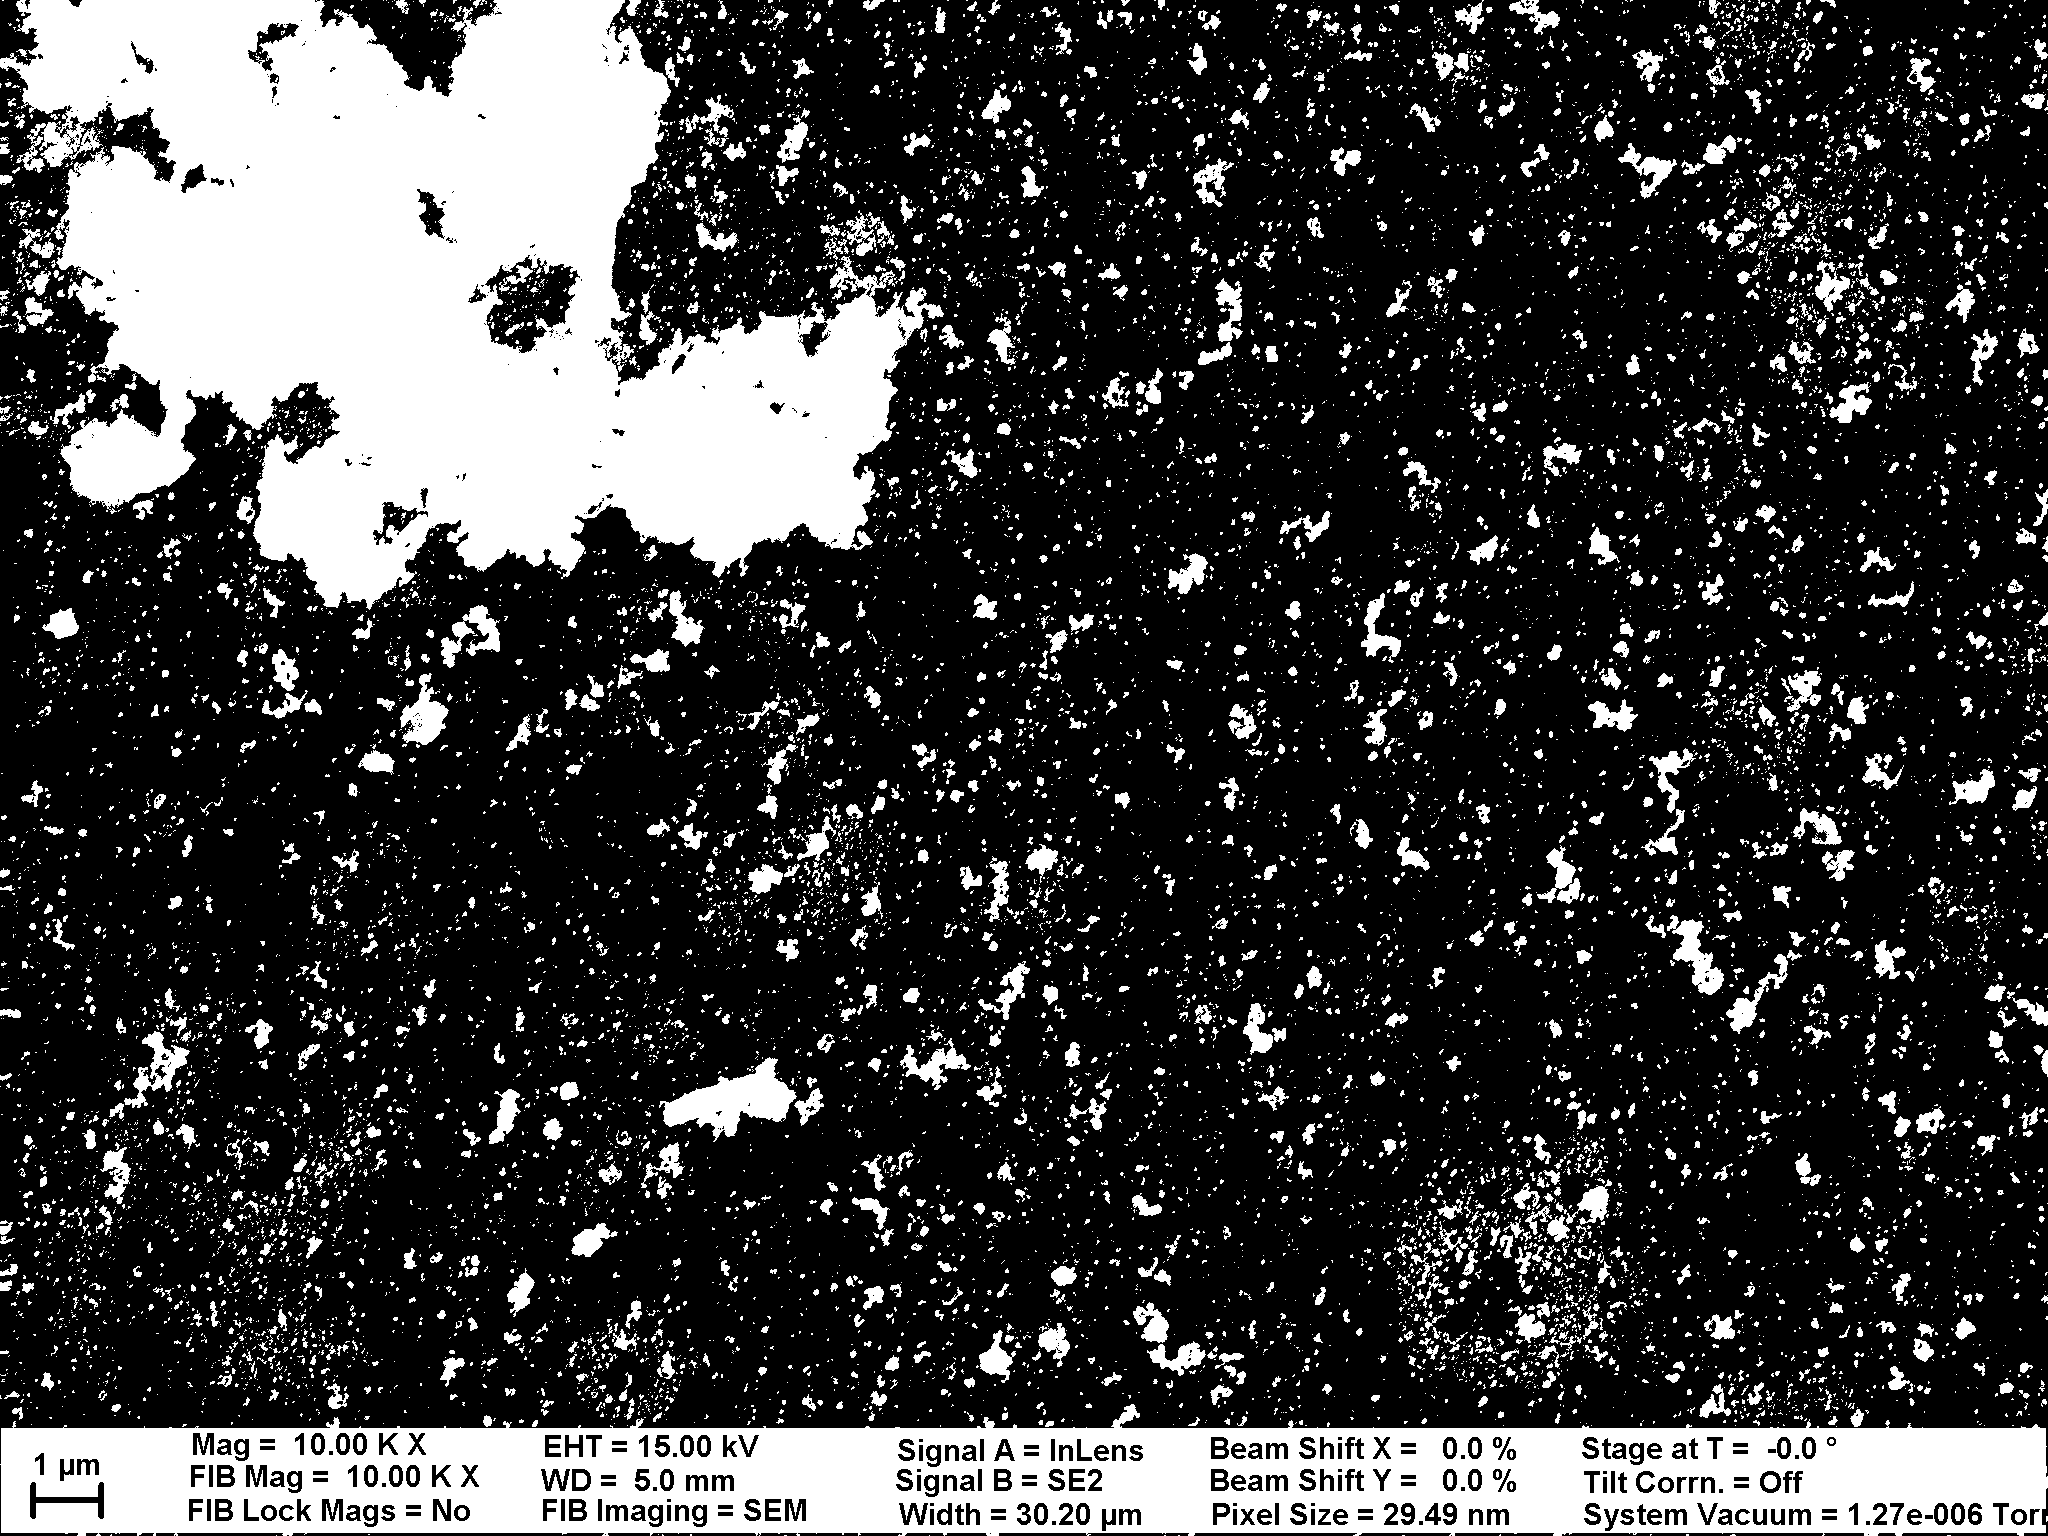 1 µm
Mag = 10.00 K X
FIB Mag = 10.00 K X
FIB Lock Mags = No
EHT = 15.00 kV
WD = 5.0 mm
FIB Imaging = SEM
Signal A = InLens
Signal B = SE2
Width = 30.20 µm
Beam Shift X = 0.0 %
Beam Shift Y = 0.0 %
Pixel Size = 29.49 nm
Stage at T = -0.0 °
Tilt Corrn. = Off
System Vacuum = 1.27e-006 Torr